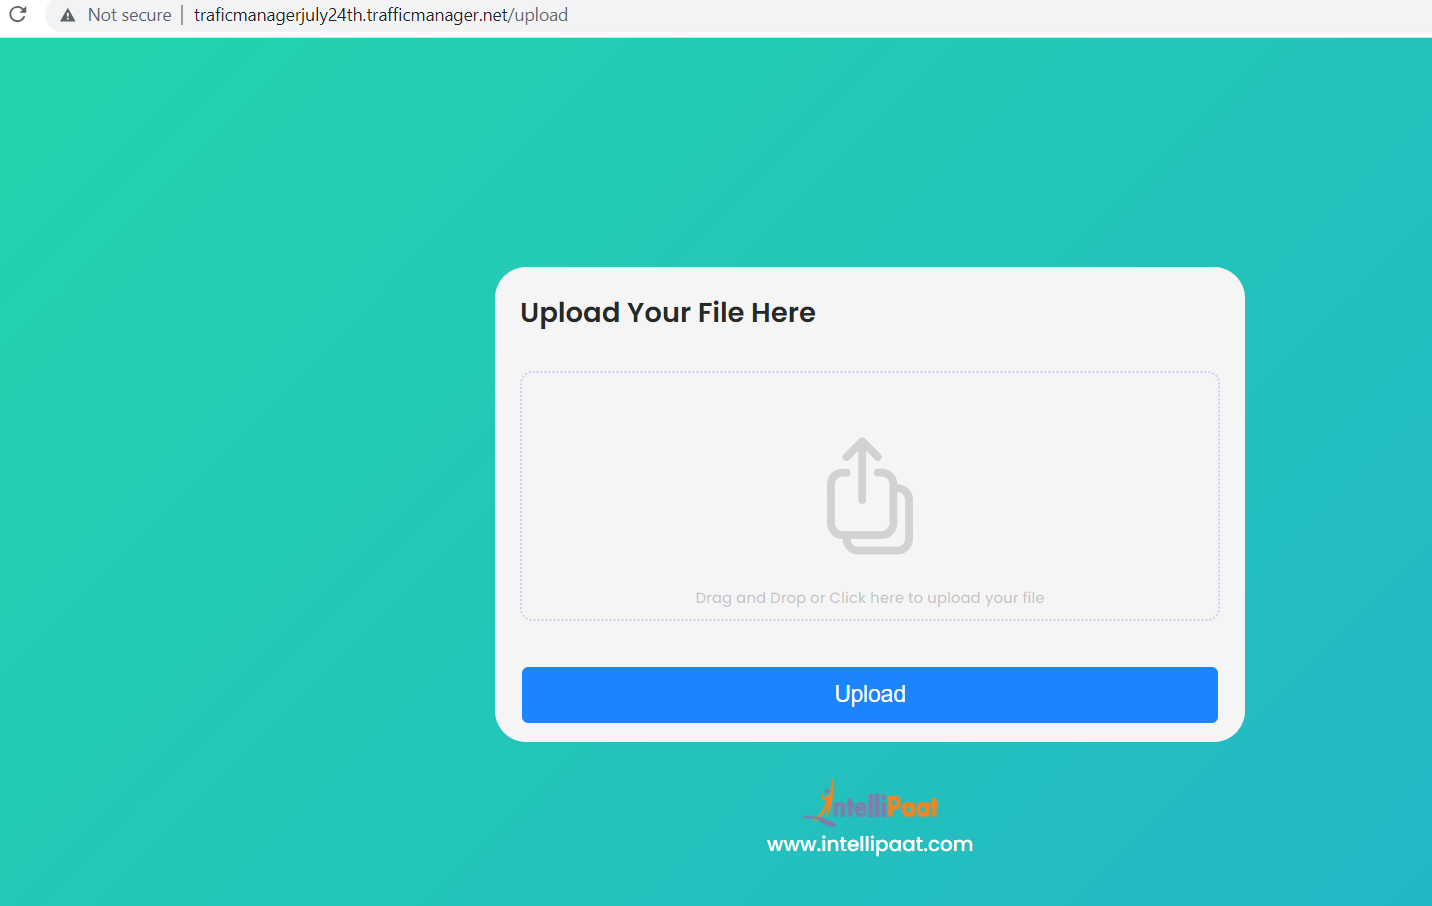 Not secure | traficmanagerjuly24th.trafficmanager.net/upload
Upload Your File Here
Drag and Drop or Click here to upload your file
Upload
IntelliPaat
www.intellipaat.com